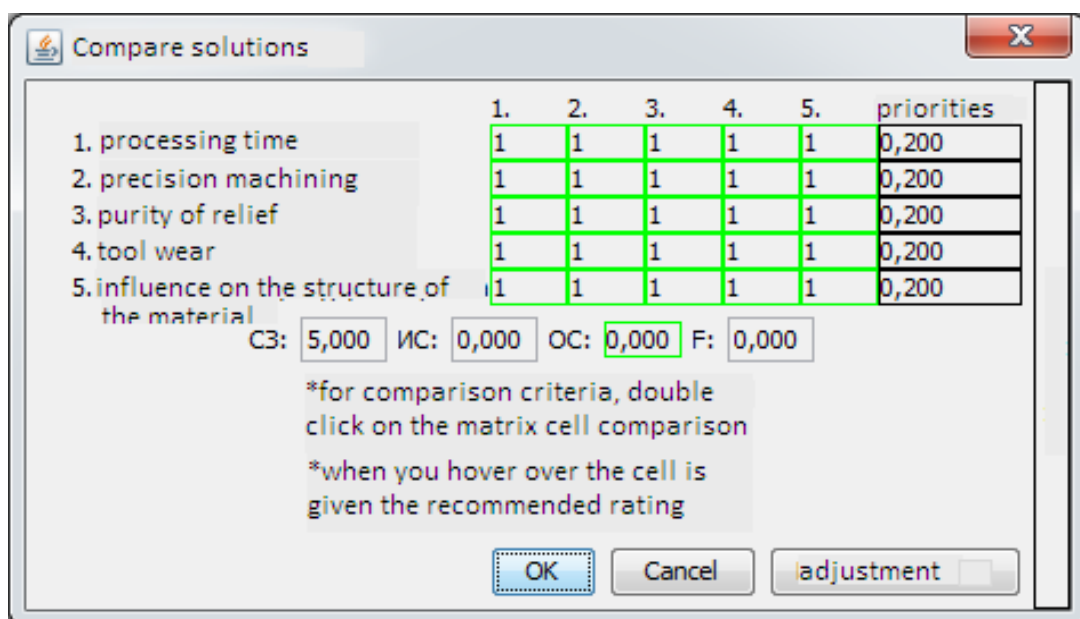 Compare solutions
1. 2. 3. 4. 5. priorities
1. processing time 1 1 1 1 1 0,200
2. precision machining 1 1 1 1 1 0,200
3. purity of relief 1 1 1 1 1 0,200
4. tool wear 1 1 1 1 1 0,200
5. influence on the structure of 1 1 1 1 1 0,200
the material
СЗ: 5,000 ИС: 0,000 ОС: 0,000 F: 0,000
*for comparison criteria, double
click on the matrix cell comparison
*when you hover over the cell is
given the recommended rating
OK Cancel adjustment